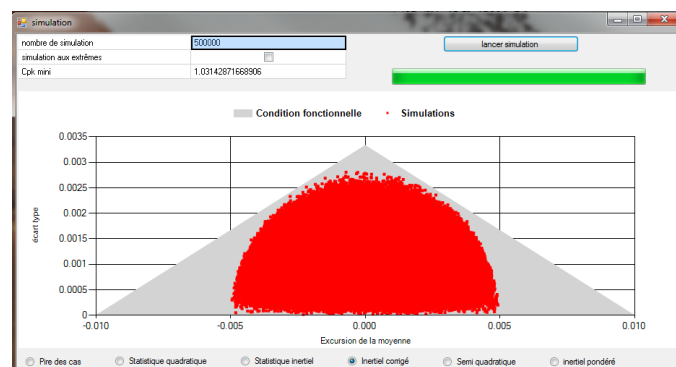 simulation
nombre de simulation 500000
lancer simulation
simulation aux extrêmes
Cpk mini 1.03142871668906
Condition fonctionnelle Simulations
0.0035
0.003
0.0025
0.002
0.0015
0.001
0.0005
0
écart type
-0.010 -0.005 0.000 0.005 0.010
Excursion de la moyenne
Pire des cas Statistique quadratique Statistique inertiel Inertiel corrigé Semi quadratique inertiel pondéré